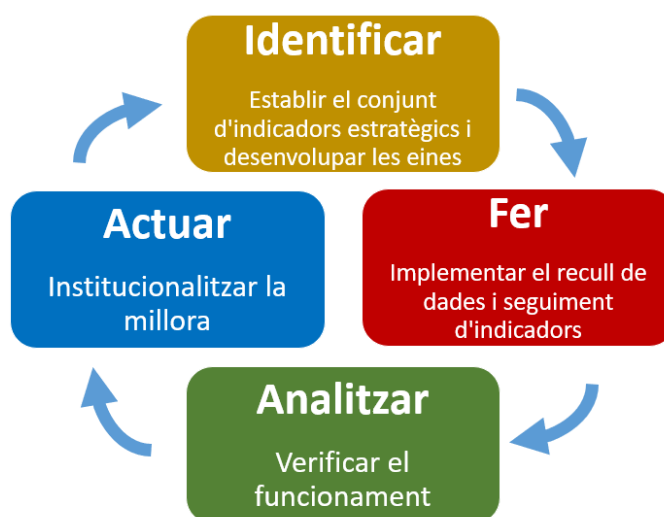 Identificar
Establir el conjunt
d'indicadors estratègics i
desenvolupar les eines
Fer
Implementar el recull de
dades i seguiment
d'indicadors
Analitzar
Verificar el
funcionament
Actuar
Institucionalitzar la
millora